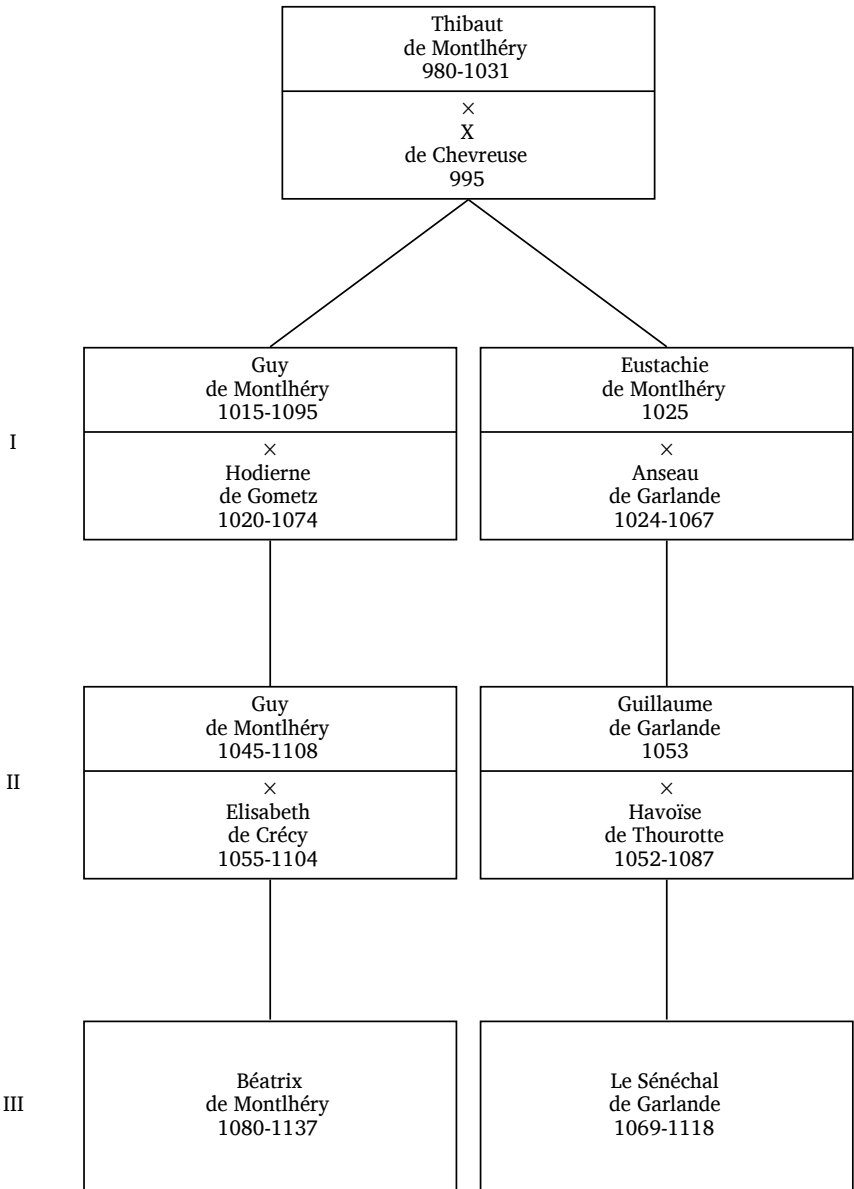 Thibaut
de Montlhéry
980-1031
×
X
de Chevreuse
995
I
Guy
de Montlhéry
1015-1095
×
Hodierne
de Gometz
1020-1074
Eustachie
de Montlhéry
1025
×
Anseau
de Garlande
1024-1067
II
Guy
de Montlhéry
1045-1108
×
Elisabeth
de Crécy
1055-1104
Guillaume
de Garlande
1053
×
Havoïse
de Thourotte
1052-1087
III
Béatrix
de Montlhéry
1080-1137
Le Sénéchal
de Garlande
1069-1118